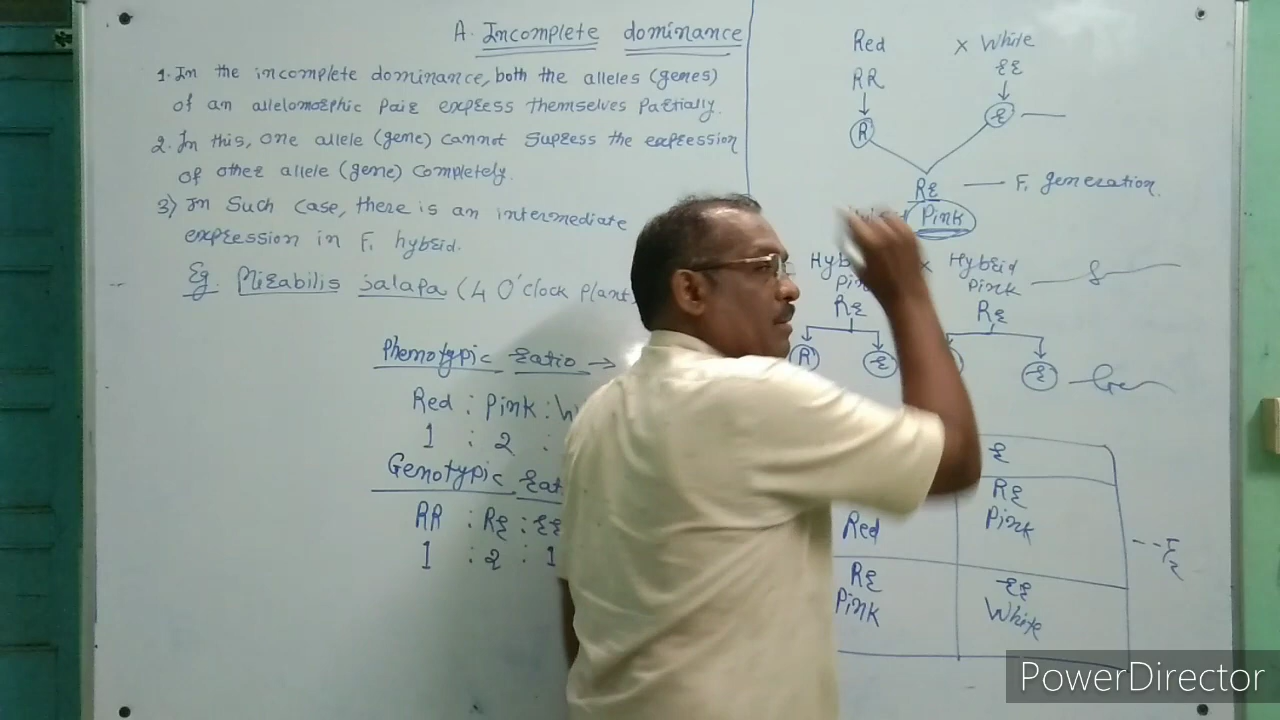 A. Incomplete dominance
1. In the incomplete dominance, both the alleles (genes)
of an allelomorphic pair express themselves partially.
2. In this, one allele (gene) cannot supress the expression
of other allele (gene) completely.
3) In such case, there is an intermediate
expression in F₁ hybrid.
Eg. Mirabilis Jalapa (4 O'clock plant)
Phenotypic ratio →
Red : Pink :
1 : 2 :
Genotypic
RR : Rr : rr
1 : 2 : 1
Red × White
RR rr
R r
Rr — F₁ generation
Pink
× Hybrid
Pink Pink
Rr Rr
R r r
r
Rr
Red Pink
Rr rr
Pink White
F₂
PowerDirector